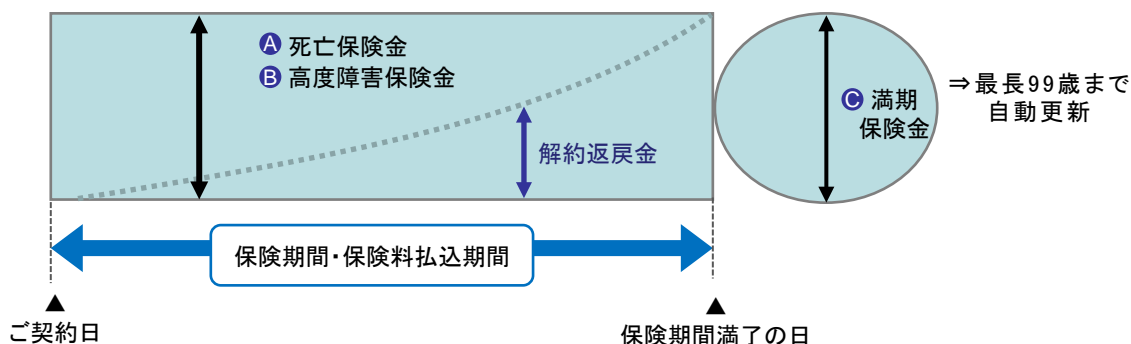 Ⓐ 死亡保険金
Ⓑ 高度障害保険金
解約返戻金
Ⓒ 満期
保険金
⇒最長99歳まで
自動更新
保険期間・保険料払込期間
▲
ご契約日
▲
保険期間満了の日